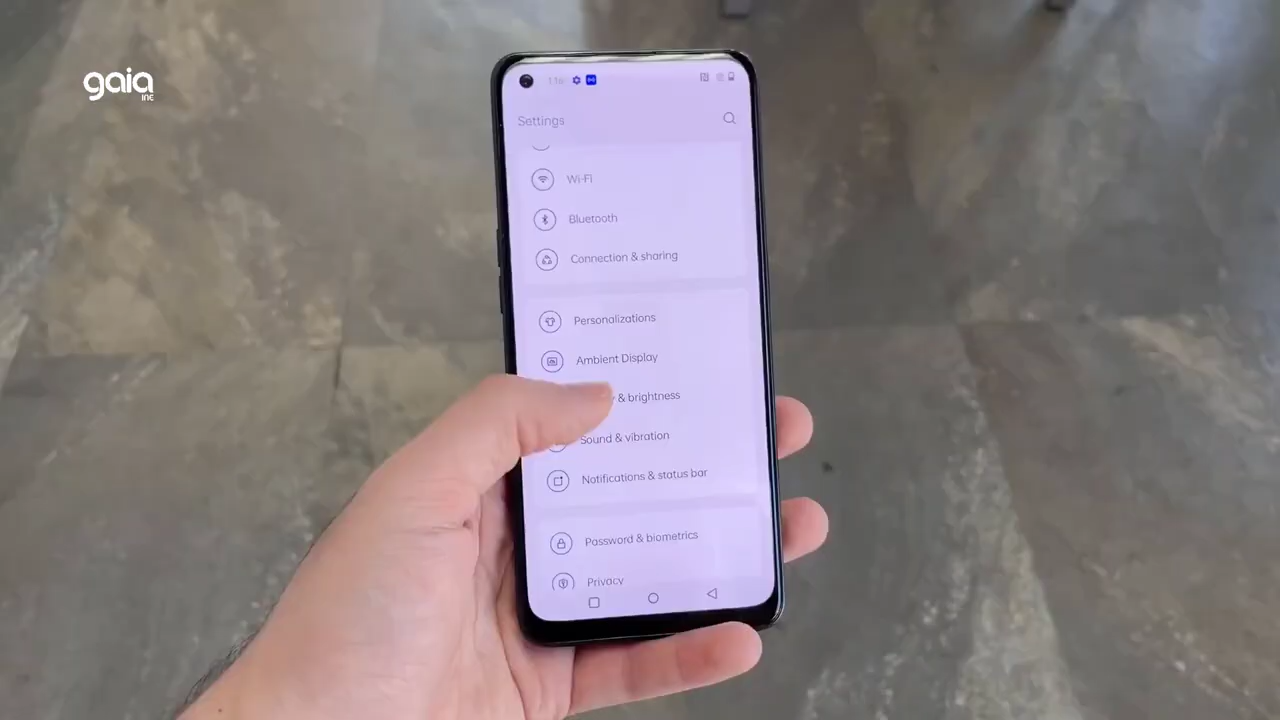 gaia
INE
Settings
Wi-Fi
Bluetooth
Connection & sharing
Personalizations
Ambient Display
& brightness
Sound & vibration
Notifications & status bar
Password & biometrics
Privacy